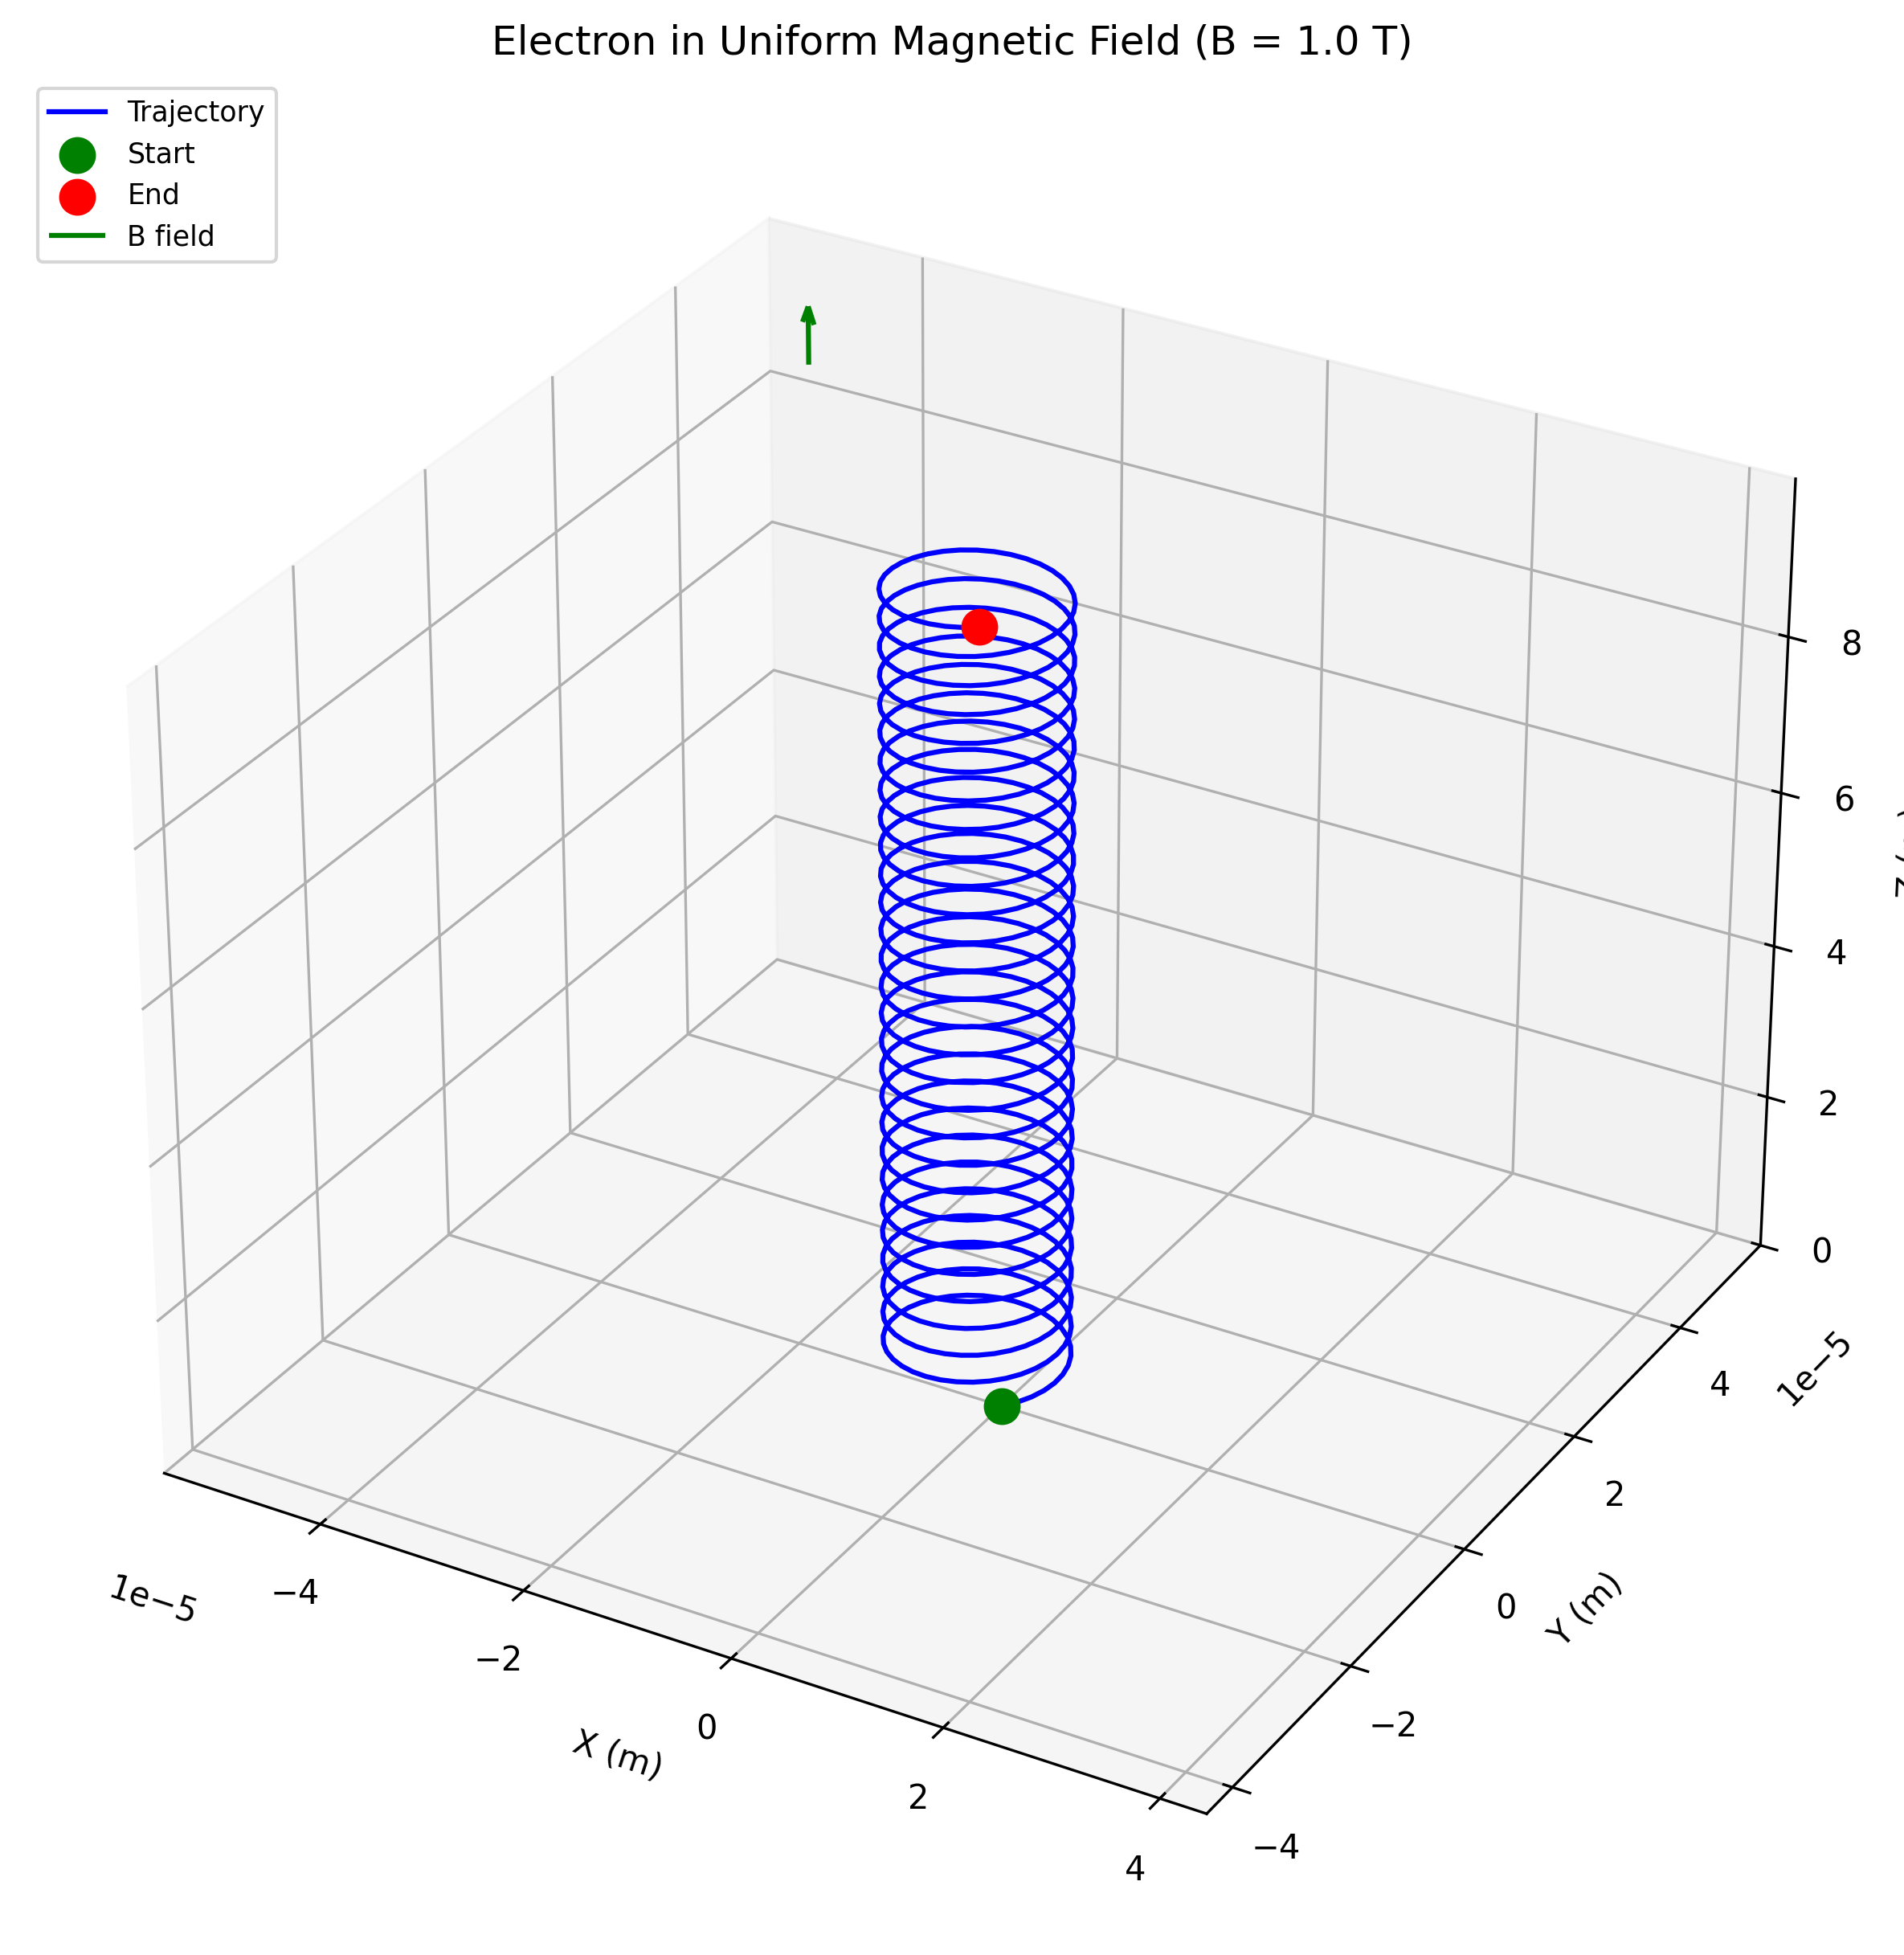 Electron in Uniform Magnetic Field (B = 1.0 T)
Trajectory
Start
End
B field
8
6
4
2
0
1e−5
4
2
0
−2
−4
Y (m)
1e−5
−4
−2
0
2
4
X (m)